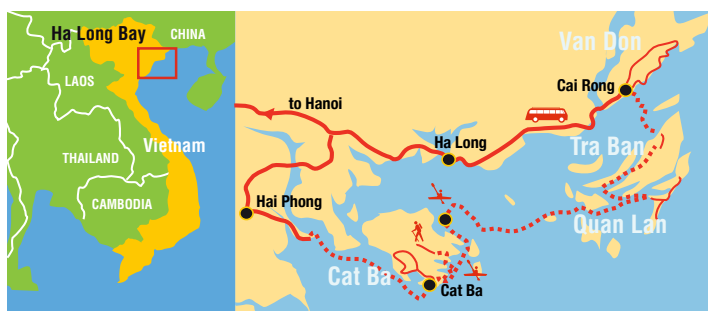 Ha Long Bay
CHINA
LAOS
Vietnam
THAILAND
CAMBODIA
Van Don
Cai Rong
to Hanoi
Ha Long
Tra Ban
Hai Phong
Quan Lan
Cat Ba
Cat Ba